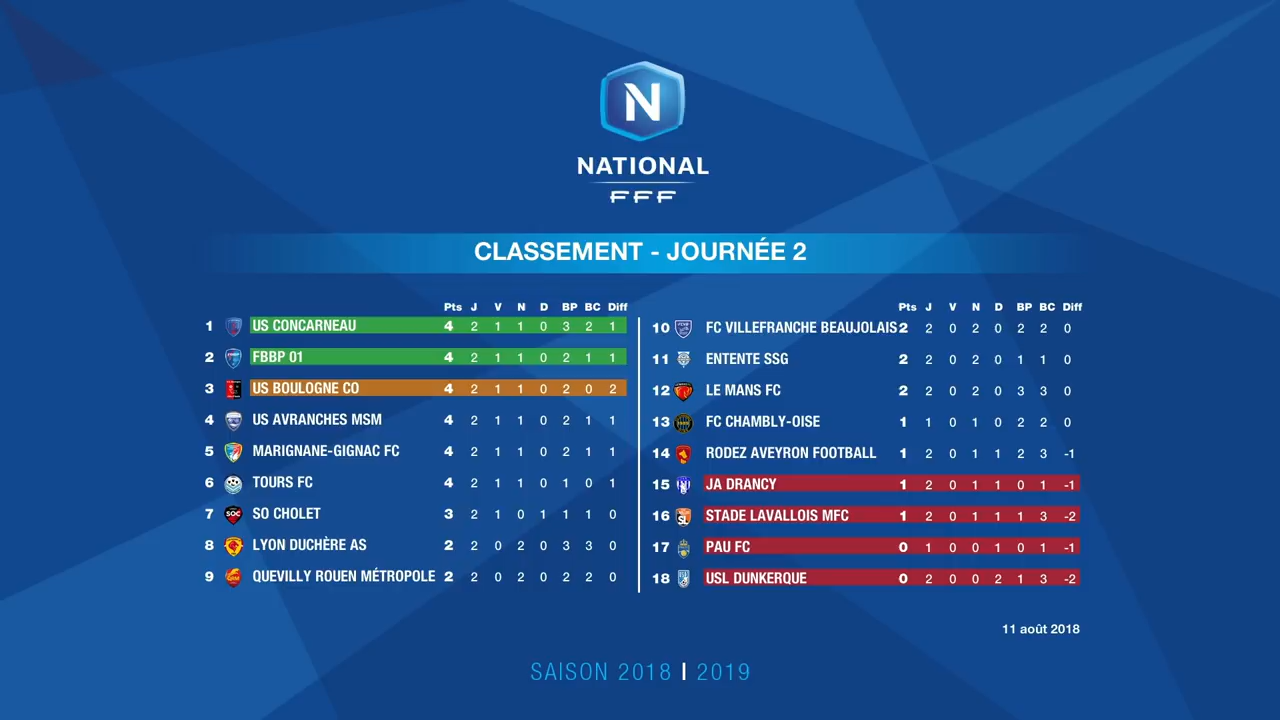 N
NATIONAL
FFF
CLASSEMENT - JOURNÉE 2
Pts J V N D BP BC Diff
1 US CONCARNEAU 4 2 1 1 0 3 2 1
2 FBBP 01 4 2 1 1 0 2 1 1
3 US BOULOGNE CO 4 2 1 1 0 2 0 2
4 US AVRANCHES MSM 4 2 1 1 0 2 1 1
5 MARIGNANE-GIGNAC FC 4 2 1 1 0 2 1 1
6 TOURS FC 4 2 1 1 0 1 0 1
7 SO CHOLET 3 2 1 0 1 1 1 0
8 LYON DUCHÈRE AS 2 2 0 2 0 3 3 0
9 QUEVILLY ROUEN MÉTROPOLE 2 2 0 2 0 2 2 0
Pts J V N D BP BC Diff
10 FC VILLEFRANCHE BEAUJOLAIS 2 2 0 2 0 2 2 0
11 ENTENTE SSG 2 2 0 2 0 1 1 0
12 LE MANS FC 2 2 0 2 0 3 3 0
13 FC CHAMBLY-OISE 1 1 0 1 0 2 2 0
14 RODEZ AVEYRON FOOTBALL 1 2 0 1 1 2 3 -1
15 JA DRANCY 1 2 0 1 1 0 1 -1
16 STADE LAVALLOIS MFC 1 2 0 1 1 1 3 -2
17 PAU FC 0 1 0 0 1 0 1 -1
18 USL DUNKERQUE 0 2 0 0 2 1 3 -2
11 août 2018
SAISON 2018 I 2019